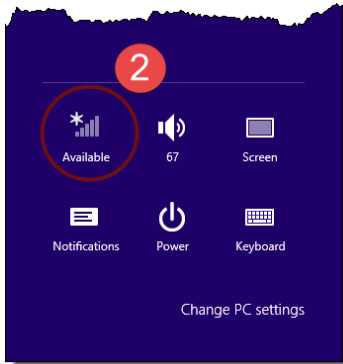 2
Available 67 Screen
Notifications Power Keyboard
Change PC settings